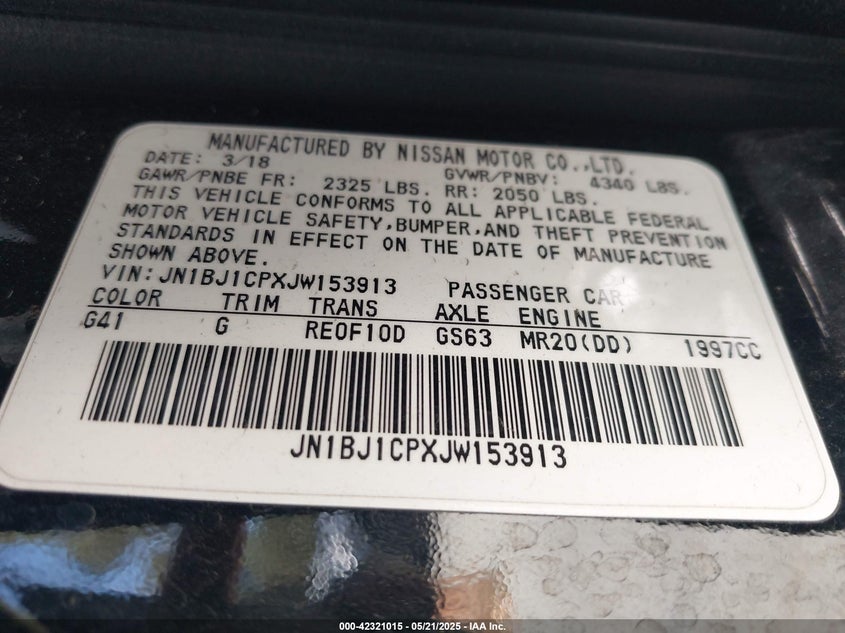 MANUFACTURED BY NISSAN MOTOR CO.,LTD.
DATE: 3/18 GVWR/PNBV: 4340 LBS.
GAWR/PNBE FR: 2325 LBS. RR: 2050 LBS.
THIS VEHICLE CONFORMS TO ALL APPLICABLE FEDERAL
MOTOR VEHICLE SAFETY,BUMPER,AND THEFT PREVENTION
STANDARDS IN EFFECT ON THE DATE OF MANUFACTURE
SHOWN ABOVE.
VIN:JN1BJ1CPXJW153913 PASSENGER CAR
COLOR TRIM TRANS AXLE ENGINE
G41 G RE0F10D GS63 MR20(DD) 1997CC
JN1BJ1CPXJW153913
000-42321015 - 05/21/2025 - IAA Inc.